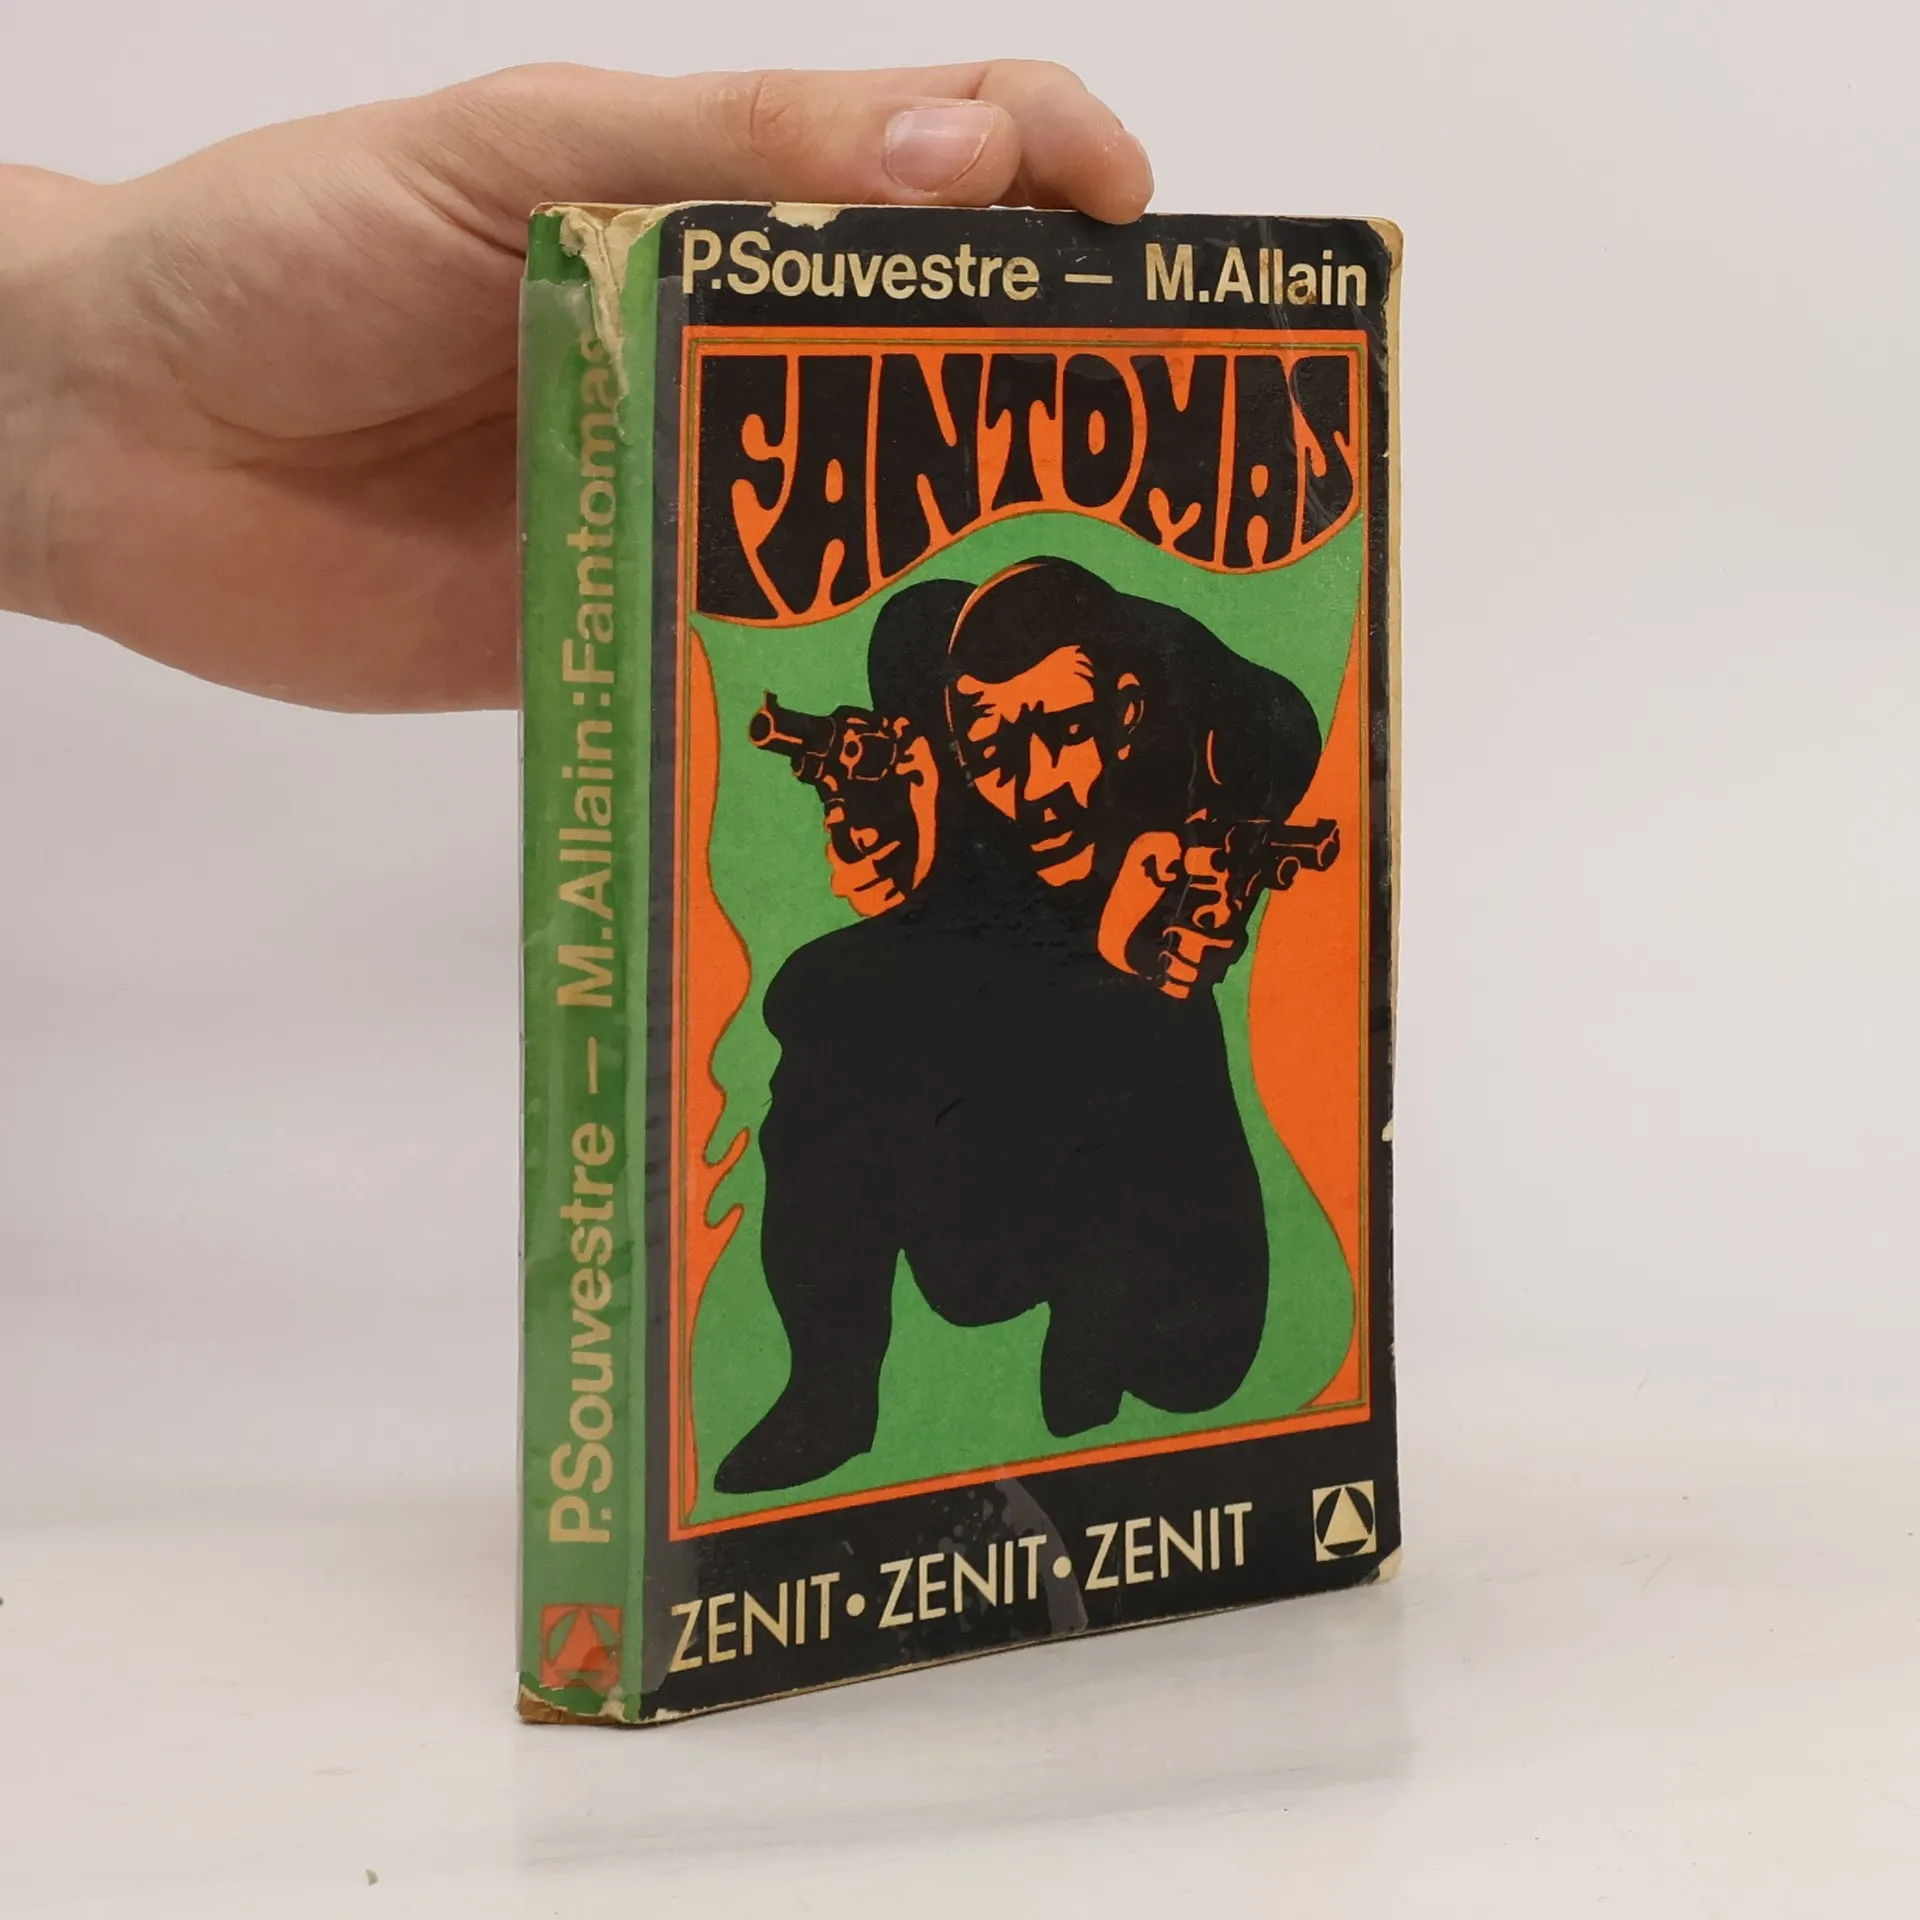 P.Souvestre — M.Allain
FANTOMAS
ZENIT•ZENIT•ZENIT
P.Souvestre — M.Allain:Fantomas